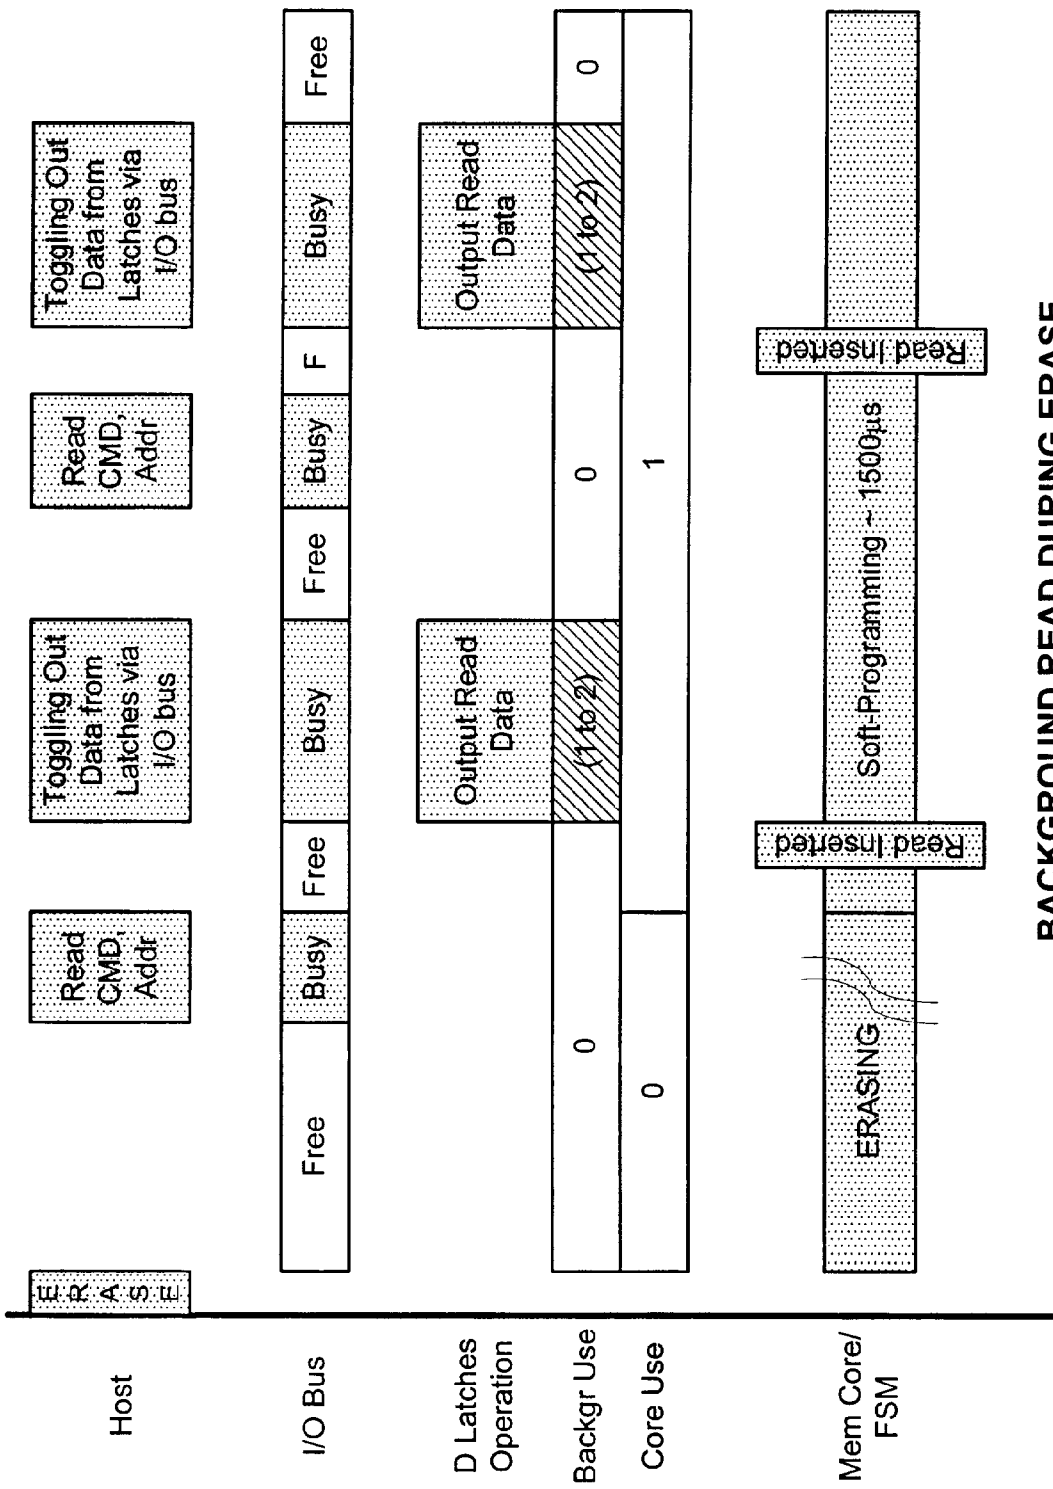 Host
E
R
A
S
E
Read
CMD,
Addr
Toggling Out
Data from
Latches via
I/O bus
Read
CMD,
Addr
Toggling Out
Data from
Latches via
I/O bus
I/O Bus
Free
Busy
Free
Busy
Free
Busy
F
Busy
Free
D Latches
Operation
Output Read
Data
Output Read
Data
Backgr Use
0
(1 to 2)
0
(1 to 2)
0
Core Use
0
1
Mem Core/
FSM
ERASING
Read Inserted
Soft-Programming ~ 1500µs
Read Inserted
BACKGROUND READ DURING ERASE